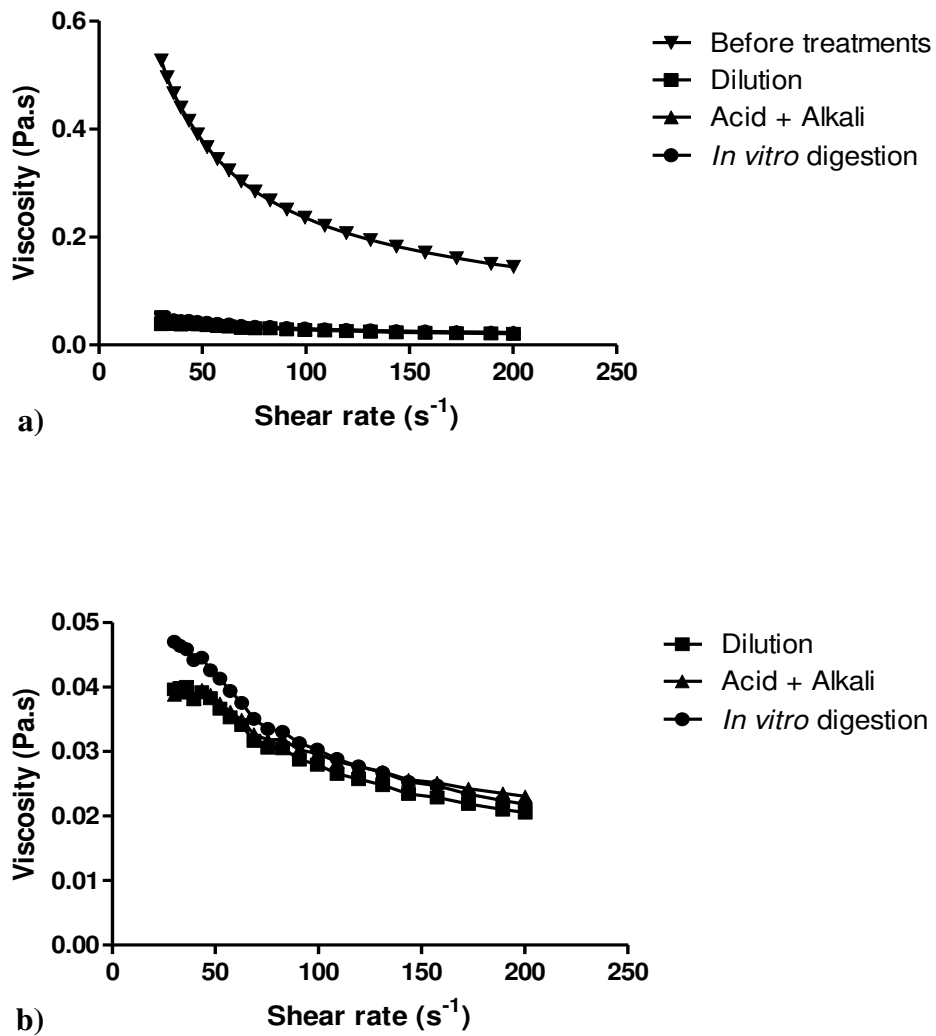 0.6
0.4
0.2
0.0
Viscosity (Pa.s)
0 50 100 150 200 250
Shear rate (s⁻¹)
Before treatments
Dilution
Acid + Alkali
In vitro digestion
a)
0.05
0.04
0.03
0.02
0.01
0.00
Viscosity (Pa.s)
0 50 100 150 200 250
Shear rate (s⁻¹)
Dilution
Acid + Alkali
In vitro digestion
b)